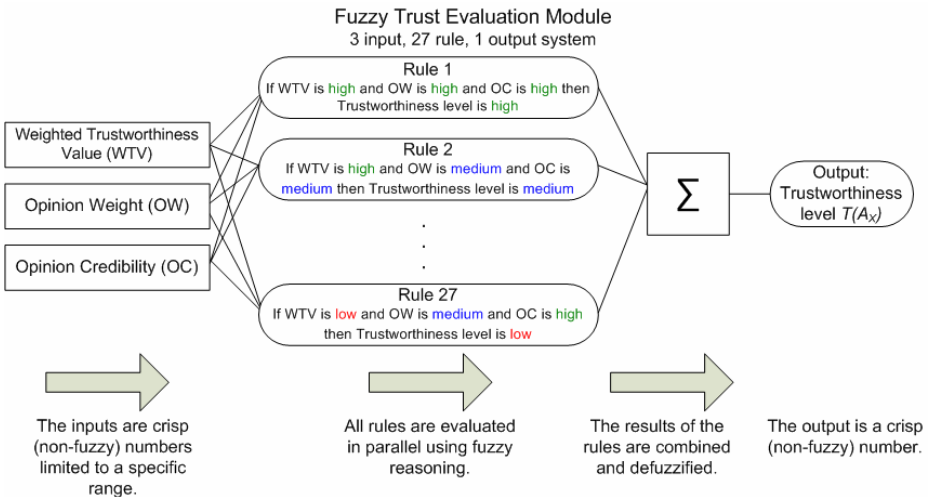 Fuzzy Trust Evaluation Module
3 input, 27 rule, 1 output system
Weighted Trustworthiness
Value (WTV)
Opinion Weight (OW)
Opinion Credibility (OC)
Rule 1
If WTV is high and OW is high and OC is high then
Trustworthiness level is high
Rule 2
If WTV is high and OW is medium and OC is
medium then Trustworthiness level is medium
.
.
.
Rule 27
If WTV is low and OW is medium and OC is high
then Trustworthiness level is low
Σ
Output:
Trustworthiness
level T(Aₓ)
The inputs are crisp
(non-fuzzy) numbers
limited to a specific
range.
All rules are evaluated
in parallel using fuzzy
reasoning.
The results of the
rules are combined
and defuzzified.
The output is a crisp
(non-fuzzy) number.